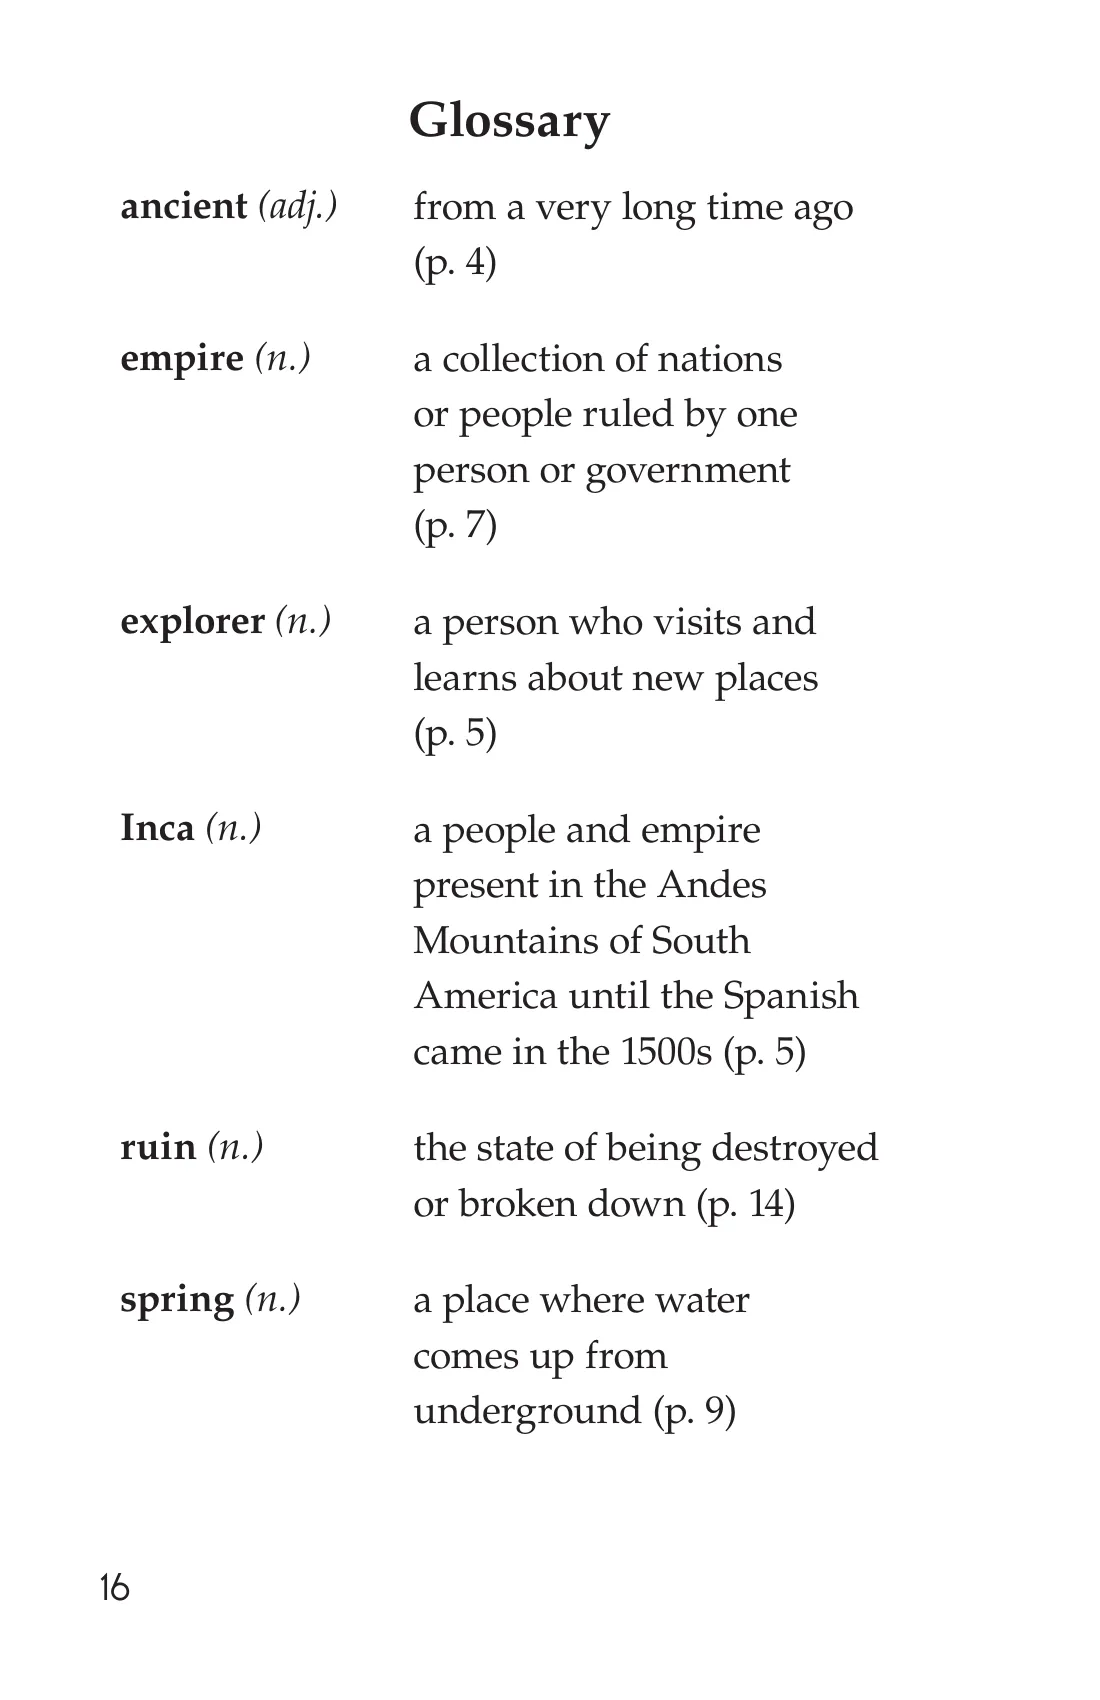 Glossary
ancient (adj.) from a very long time ago
(p. 4)
empire (n.) a collection of nations
or people ruled by one
person or government
(p. 7)
explorer (n.) a person who visits and
learns about new places
(p. 5)
Inca (n.) a people and empire
present in the Andes
Mountains of South
America until the Spanish
came in the 1500s (p. 5)
ruin (n.) the state of being destroyed
or broken down (p. 14)
spring (n.) a place where water
comes up from
underground (p. 9)
16